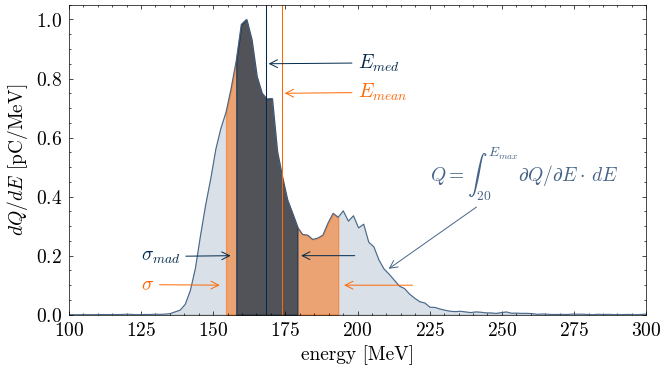 1.0
0.8
0.6
0.4
0.2
0.0
dQ/dE [pC/MeV]
E_med
E_mean
Q = ∫_20^{E_max} ∂Q/∂E · dE
σ_mad
σ
100 125 150 175 200 225 250 275 300
energy [MeV]